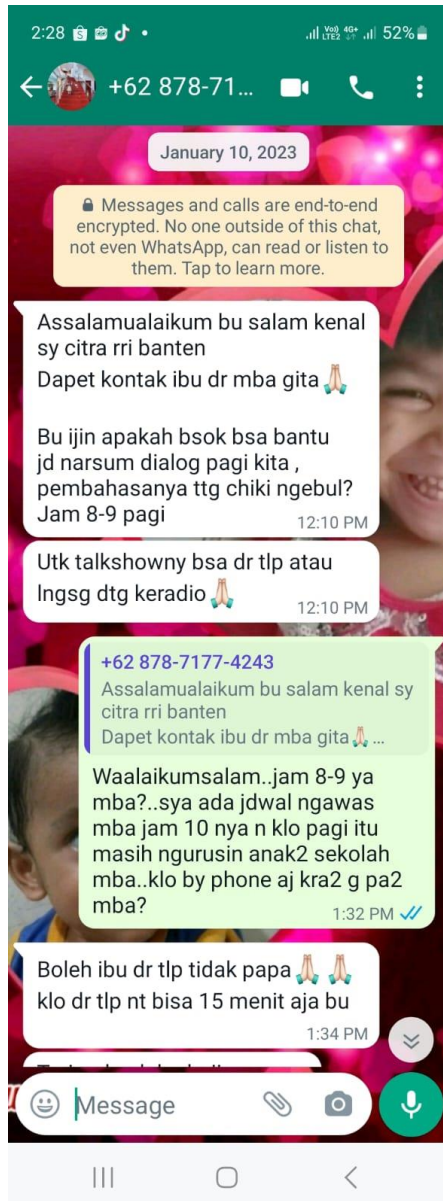 2:28
Voo) 4G+ 52%
LTE2
+62 878-71...
January 10, 2023
Messages and calls are end-to-end
encrypted. No one outside of this chat,
not even WhatsApp, can read or listen to
them. Tap to learn more.
Assalamualaikum bu salam kenal
sy citra rri banten
Dapet kontak ibu dr mba gita🙏🏻
Bu ijin apakah bsok bsa bantu
jd narsum dialog pagi kita ,
pembahasanya ttg chiki ngebul?
Jam 8-9 pagi
12:10 PM
Utk talkshowny bsa dr tlp atau
lngsg dtg keradio🙏🏻
12:10 PM
+62 878-7177-4243
Assalamualaikum bu salam kenal sy
citra rri banten
Dapet kontak ibu dr mba gita🙏🏻...
Waalaikumsalam..jam 8-9 ya
mba?..sya ada jdwal ngawas
mba jam 10 nya n klo pagi itu
masih ngurusin anak2 sekolah
mba..klo by phone aj kra2 g pa2
mba?
1:32 PM
Boleh ibu dr tlp tidak papa🙏🏻🙏🏻
klo dr tlp nt bisa 15 menit aja bu
1:34 PM
Message